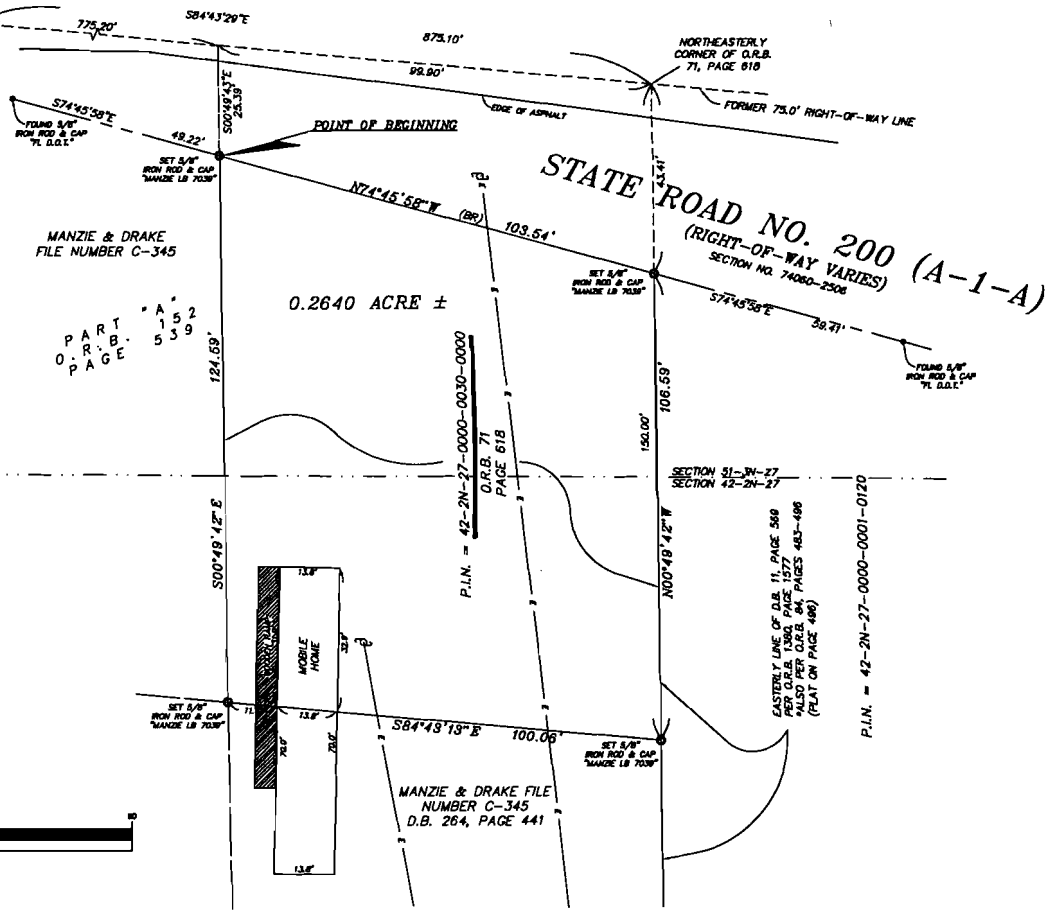 775.20'
S84°43'29"E
875.10'
99.90'
NORTHEASTERLY
CORNER OF O.R.B.
71, PAGE 618
FORMER 75.0' RIGHT-OF-WAY LINE
EDGE OF ASPHALT
S00°49'43"E
25.39'
S74°45'58"E
49.22'
FOUND 5/8"
IRON ROD & CAP
"FL D.O.T."
POINT OF BEGINNING
SET 5/8"
IRON ROD & CAP
"MANZIE LB 7039"
43.41'
STATE ROAD NO. 200 (A-1-A)
(RIGHT-OF-WAY VARIES)
SECTION NO. 74060-2506
N74°45'58"W
(BR)
103.54'
MANZIE & DRAKE
FILE NUMBER C-345
SET 5/8"
IRON ROD & CAP
"MANZIE LB 7039"
S74°45'58"E
59.41'
FOUND 5/8"
IRON ROD & CAP
"FL D.O.T."
0.2640 ACRE ±
PART "A"
O.R.B. 152
PAGE 539
124.69'
106.59'
150.00'
P.I.N. = 42-2N-27-0000-0030-0000
O.R.B. 71
PAGE 618
SECTION 51-3N-27
SECTION 42-2N-27
S00°49'42"E
N00°49'42"W
EASTERLY LINE OF D.B. 11, PAGE 569
PER O.R.B. 1380, PAGE 1577
*ALSO PER O.R.B. 84, PAGES 483-496
(PLAT ON PAGE 496)
P.I.N. = 42-2N-27-0000-0001-0120
13.8'
MOBILE
HOME
32.9'
SET 5/8"
IRON ROD & CAP
"MANZIE LB 7039"
11.
13.8'
S84°43'13"E
100.06'
SET 5/8"
IRON ROD & CAP
"MANZIE LB 7039"
70.0'
70.0'
MANZIE & DRAKE FILE
NUMBER C-345
D.B. 264, PAGE 441
13.8'